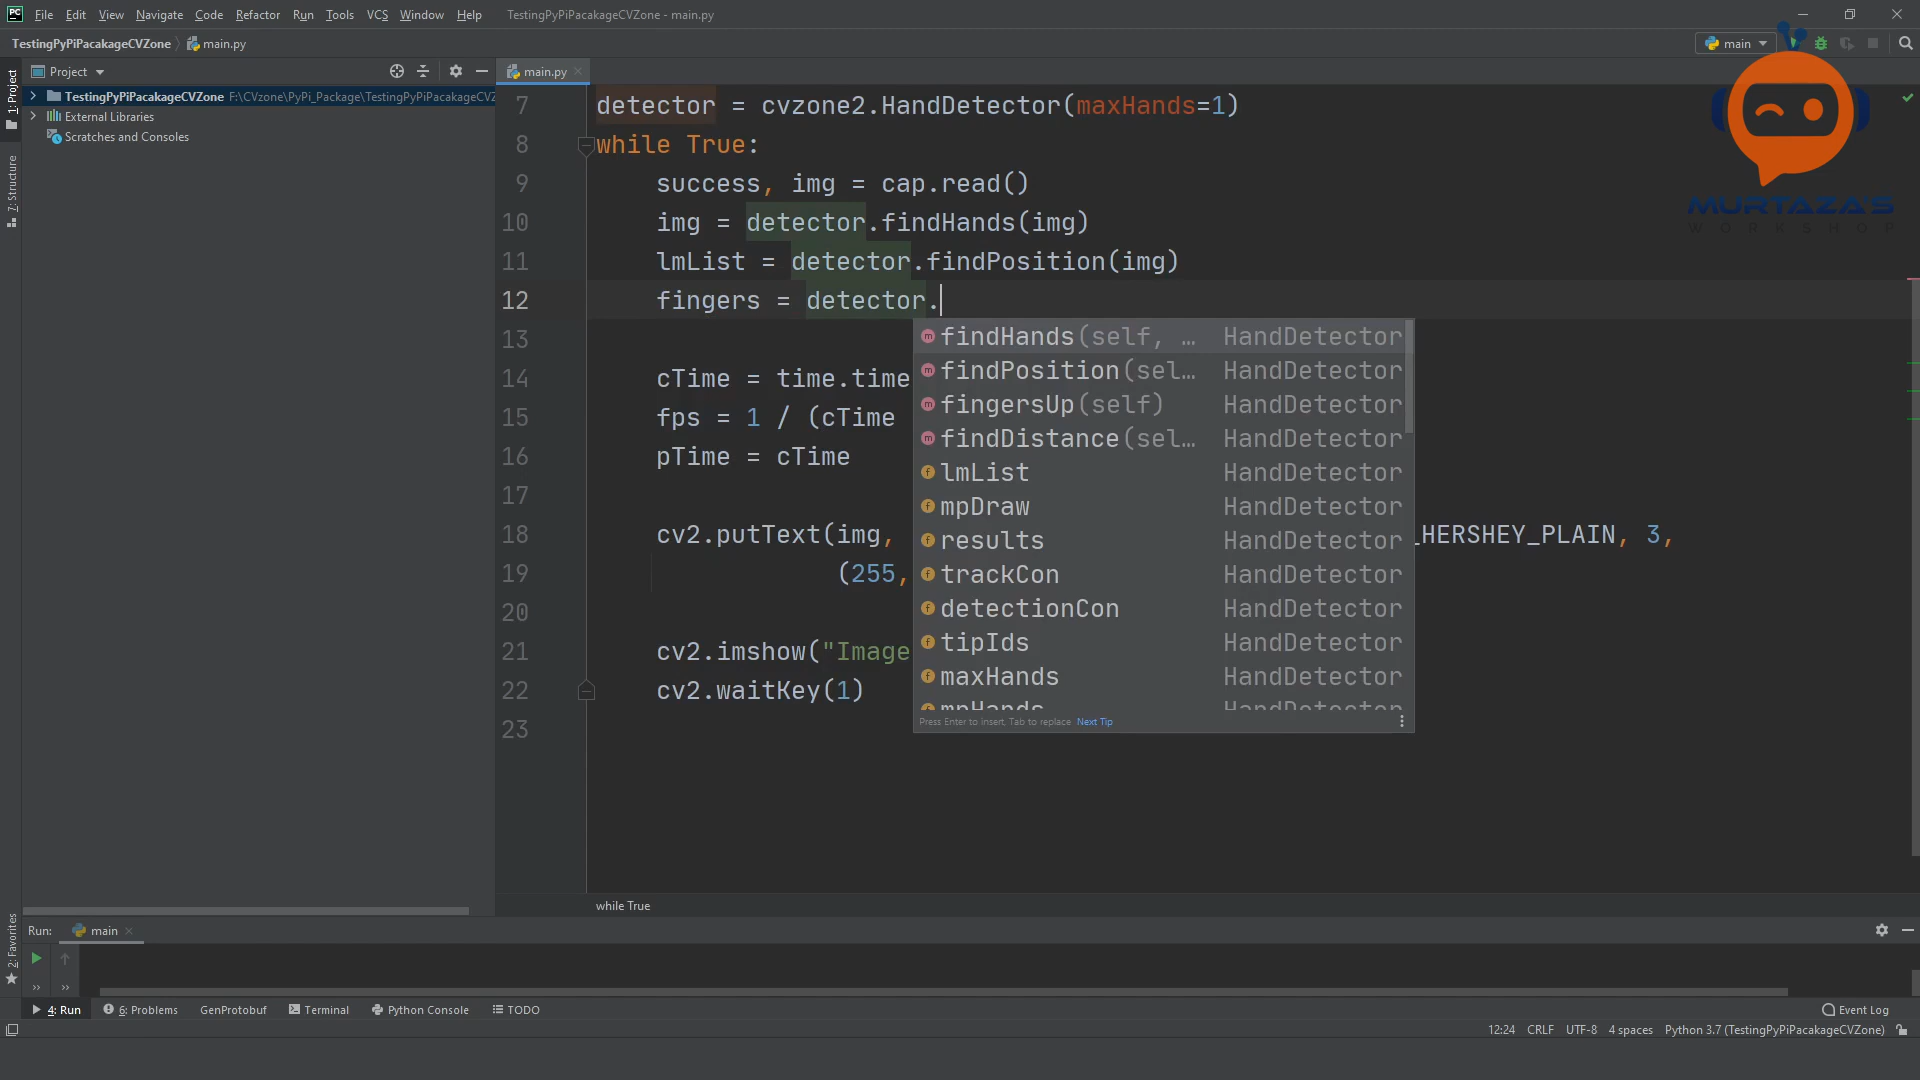 PC File Edit View Navigate Code Refactor Run Tools VCS Window Help TestingPyPiPacakageCVZone - main.py
TestingPyPiPacakageCVZone main.py main
Project main.py
1: Project
TestingPyPiPacakageCVZone F:\CVzone\PyPi_Package\TestingPyPiPacakageCVZ
External Libraries
Scratches and Consoles
7: Structure
MURTAZA'S
WORKSHOP
7 detector = cvzone2.HandDetector(maxHands=1)
8 while True:
9 success, img = cap.read()
10 img = detector.findHands(img)
11 lmList = detector.findPosition(img)
12 fingers = detector.
13
14 cTime = time.time
15 fps = 1 / (cTime
16 pTime = cTime
17
18 cv2.putText(img, _HERSHEY_PLAIN, 3,
19 (255,
20
21 cv2.imshow("Image
22 cv2.waitKey(1)
23
findHands(self, … HandDetector
findPosition(sel… HandDetector
fingersUp(self) HandDetector
findDistance(sel… HandDetector
lmList HandDetector
mpDraw HandDetector
results HandDetector
trackCon HandDetector
detectionCon HandDetector
tipIds HandDetector
maxHands HandDetector
mpHands HandDetector
Press Enter to insert, Tab to replace Next Tip
while True
2: Favorites
Run: main
4: Run 6: Problems GenProtobuf Terminal Python Console TODO Event Log
12:24 CRLF UTF-8 4 spaces Python 3.7 (TestingPyPiPacakageCVZone)